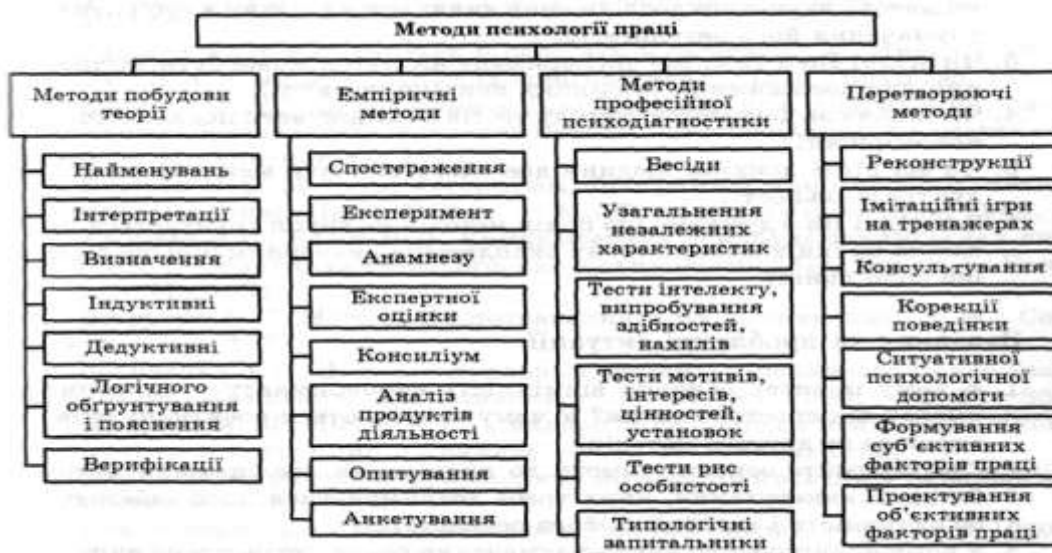 Методи психології праці
Методи побудови
теорії
Найменувань
Інтерпретації
Визначення
Індуктивні
Дедуктивні
Логічного
обґрунтування
і пояснення
Верифікації
Емпіричні
методи
Спостереження
Експеримент
Анамнезу
Експертної
оцінки
Консиліум
Аналіз
продуктів
діяльності
Опитування
Анкетування
Методи
професійної
психодіагностики
Бесіди
Узагальнення
незалежних
характеристик
Тести інтелекту,
випробування
здібностей,
нахилів
Тести мотивів,
інтересів,
цінностей,
установок
Тести рис
особистості
Типологічні
запитальники
Перетворюючі
методи
Реконструкції
Імітаційні ігри
на тренажерах
Консультування
Корекції
поведінки
Ситуативної
психологічної
допомоги
Формування
суб'єктивних
факторів праці
Проектування
об'єктивних
факторів праці